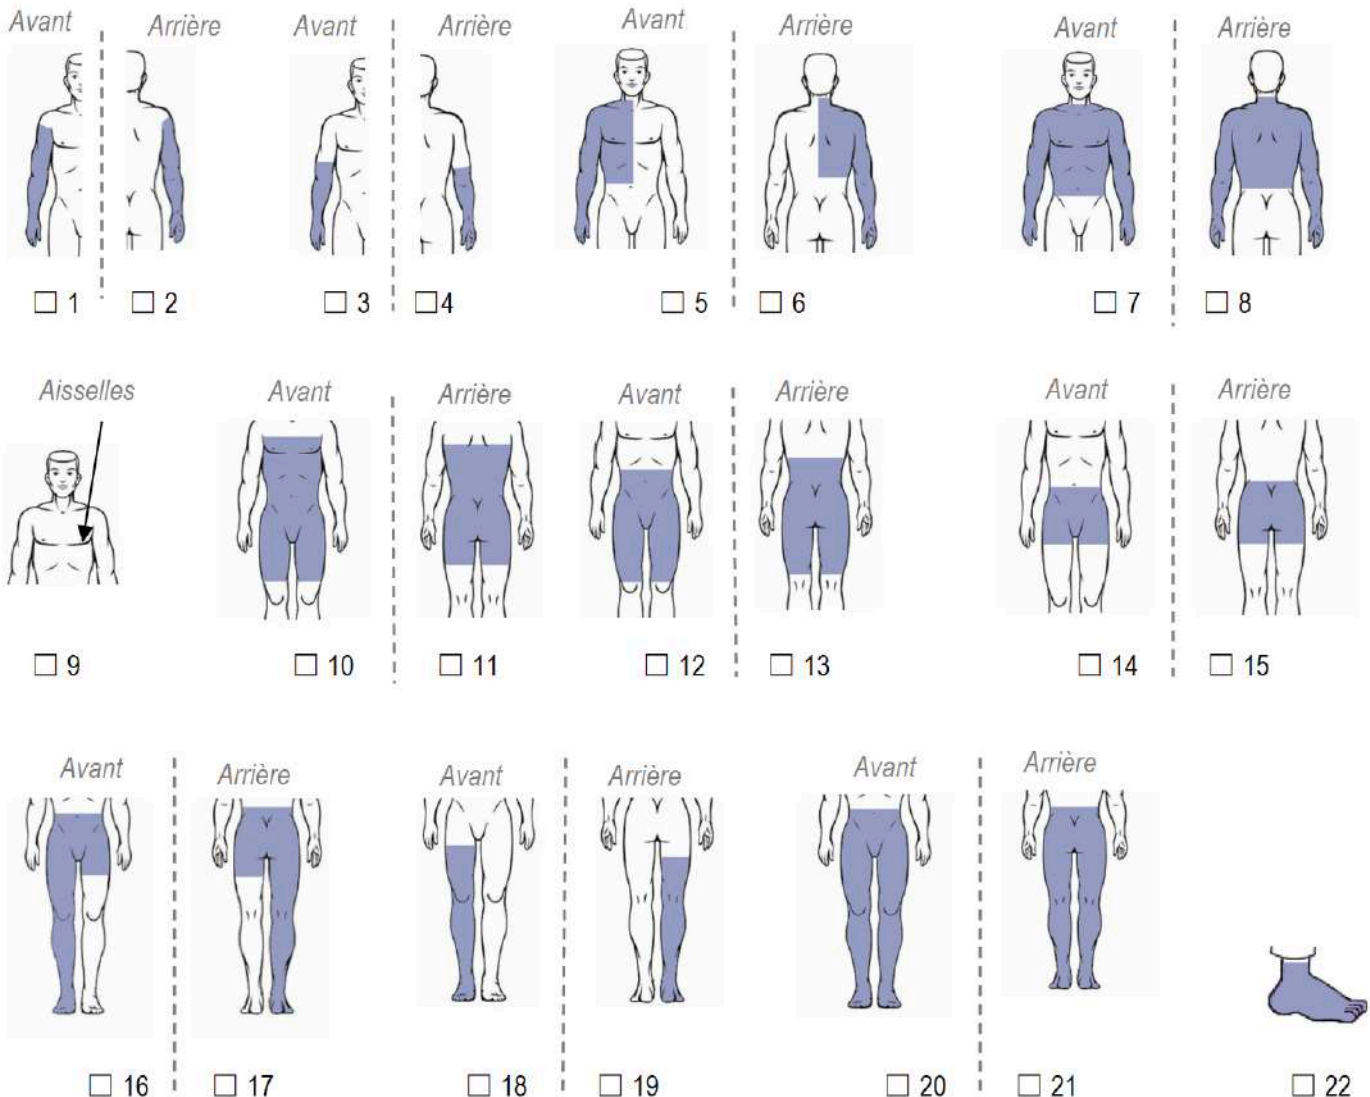 Avant Arrière Avant Arrière Avant Arrière Avant Arrière
☐ 1 ☐ 2 ☐ 3 ☐ 4 ☐ 5 ☐ 6 ☐ 7 ☐ 8
Aisselles Avant Arrière Avant Arrière Avant Arrière
☐ 9 ☐ 10 ☐ 11 ☐ 12 ☐ 13 ☐ 14 ☐ 15
Avant Arrière Avant Arrière Avant Arrière
☐ 16 ☐ 17 ☐ 18 ☐ 19 ☐ 20 ☐ 21 ☐ 22